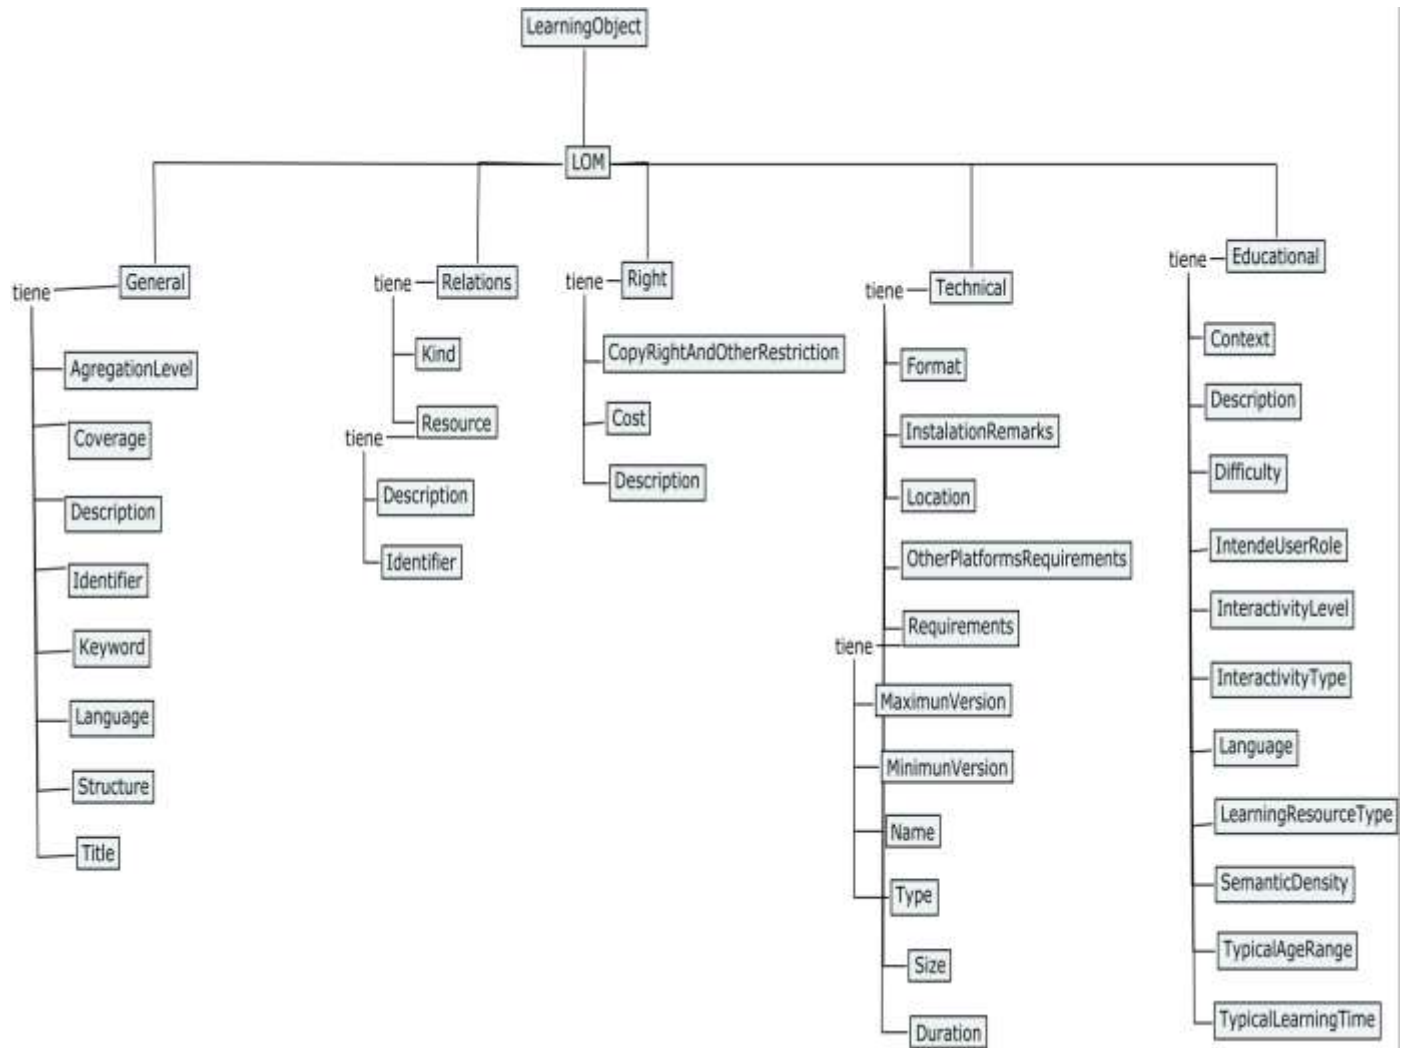 LearningObject
LOM
General
tiene
AgregationLevel
Coverage
Description
Identifier
Keyword
Language
Structure
Title
Relations
tiene
Kind
Resource
tiene
Description
Identifier
Right
tiene
CopyRightAndOtherRestriction
Cost
Description
Technical
tiene
Format
InstalationRemarks
Location
OtherPlatformsRequirements
Requirements
tiene
MaximunVersion
MinimunVersion
Name
Type
Size
Duration
Educational
tiene
Context
Description
Difficulty
IntendeUserRole
InteractivityLevel
InteractivityType
Language
LearningResourceType
SemanticDensity
TypicalAgeRange
TypicalLearningTime